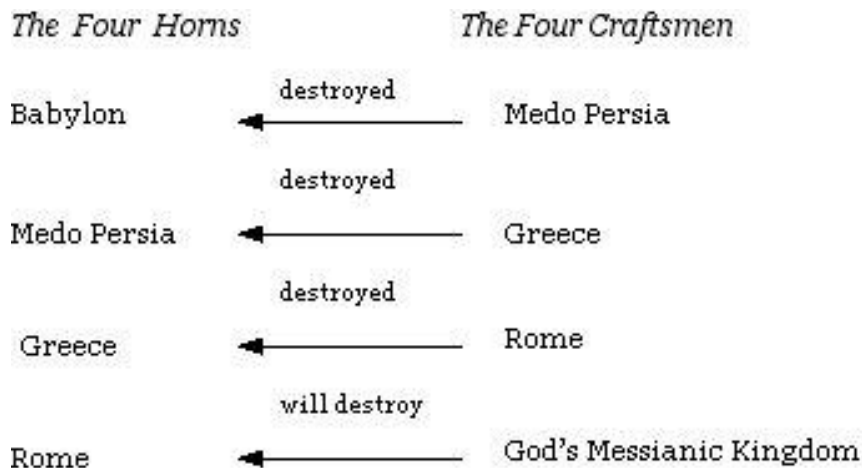 The Four Horns The Four Craftsmen
destroyed
Babylon Medo Persia
destroyed
Medo Persia Greece
destroyed
Greece Rome
will destroy
Rome God's Messianic Kingdom